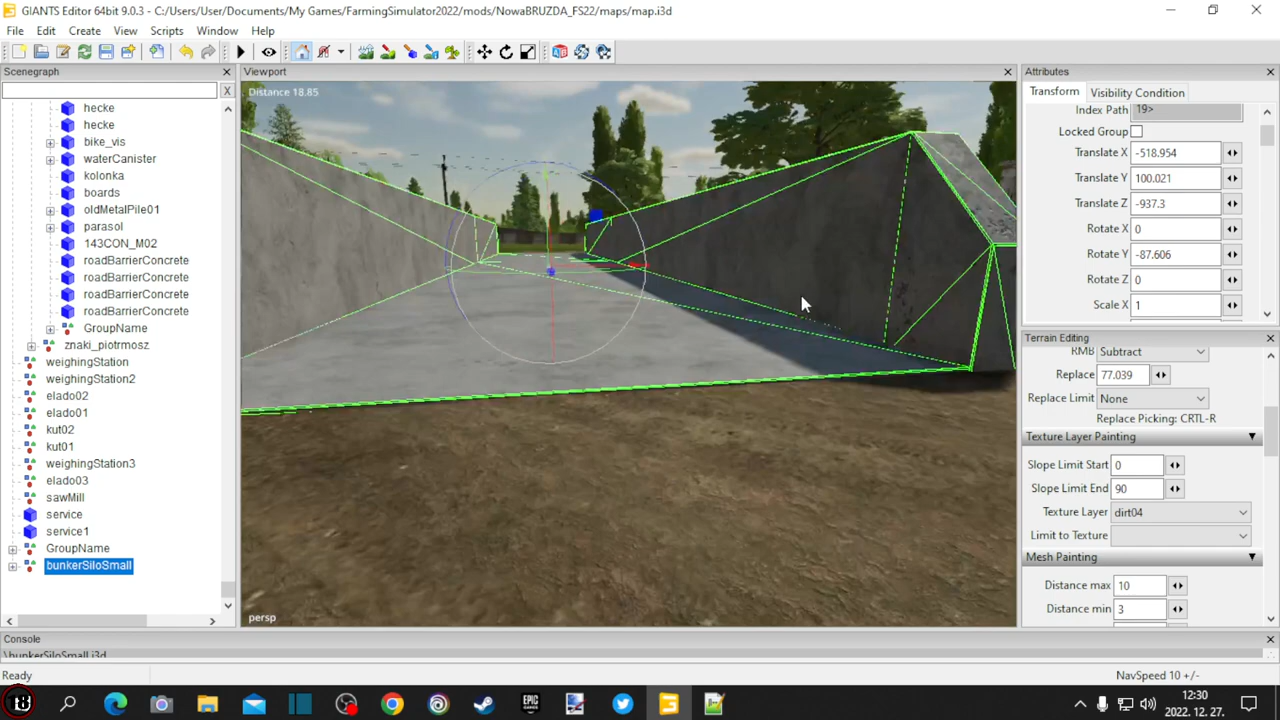 GIANTS Editor 64bit 9.0.3 - C:/Users/User/Documents/My Games/FarmingSimulator2022/mods/NowaBRUZDA_FS22/maps/map.i3d
File Edit Create View Scripts Window Help
Scenegraph
X
hecke
hecke
bike_vis
waterCanister
kolonka
boards
oldMetalPile01
parasol
143CON_M02
roadBarrierConcrete
roadBarrierConcrete
roadBarrierConcrete
roadBarrierConcrete
GroupName
znaki_piotrmosz
weighingStation
weighingStation2
elado02
elado01
kut02
kut01
weighingStation3
elado03
sawMill
service
service1
GroupName
bunkerSiloSmall
Viewport
Distance 18.85
persp
Attributes
Transform Visibility Condition
Index Path 19>
Locked Group
Translate X -518.954
Translate Y 100.021
Translate Z -937.3
Rotate X 0
Rotate Y -87.606
Rotate Z 0
Scale X 1
Terrain Editing
RMB Subtract
Replace 77.039
Replace Limit None
Replace Picking: CRTL-R
Texture Layer Painting
Slope Limit Start 0
Slope Limit End 90
Texture Layer dirt04
Limit to Texture
Mesh Painting
Distance max 10
Distance min 3
Console
\bunkerSiloSmall.i3d
Ready
NavSpeed 10 +/-
12:30
2022. 12. 27.